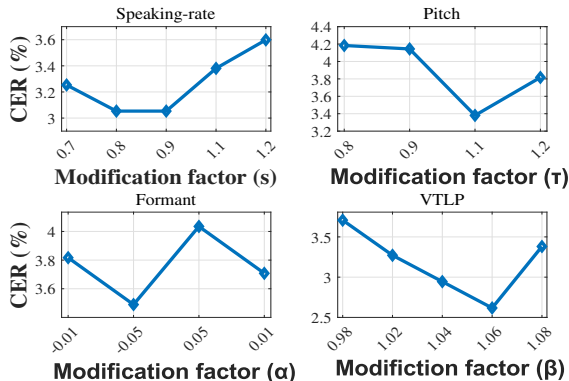 Speaking-rate
CER (%)
3.6
3.4
3.2
3
0.7 0.8 0.9 1.1 1.2
Modification factor (s)
Pitch
4.4
4.2
4
3.8
3.6
3.4
3.2
0.8 0.9 1.1 1.2
Modification factor (τ)
Formant
CER (%)
4
3.8
3.6
-0.01 -0.05 0.05 0.01
Modification factor (α)
VTLP
3.5
3
2.5
0.98 1.02 1.04 1.06 1.08
Modifiction factor (β)